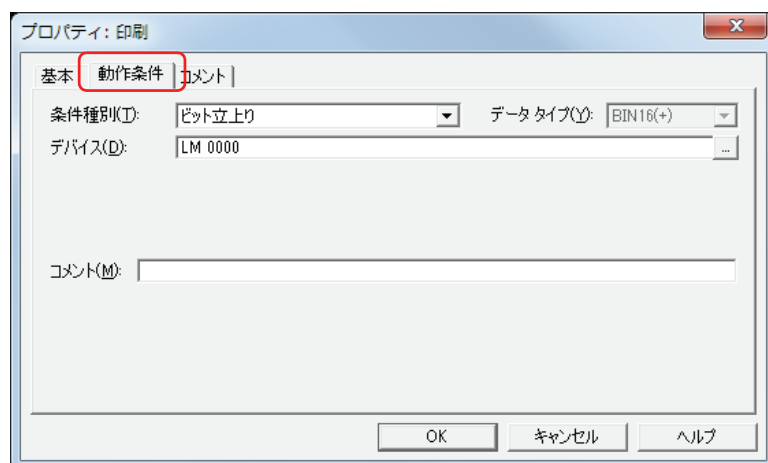 プロパティ: 印刷
基本 動作条件 コメント
条件種別(T): ビット立上り データ タイプ(Y): BIN16(+)
デバイス(D): LM 0000 ...
コメント(M):
OK キャンセル ヘルプ